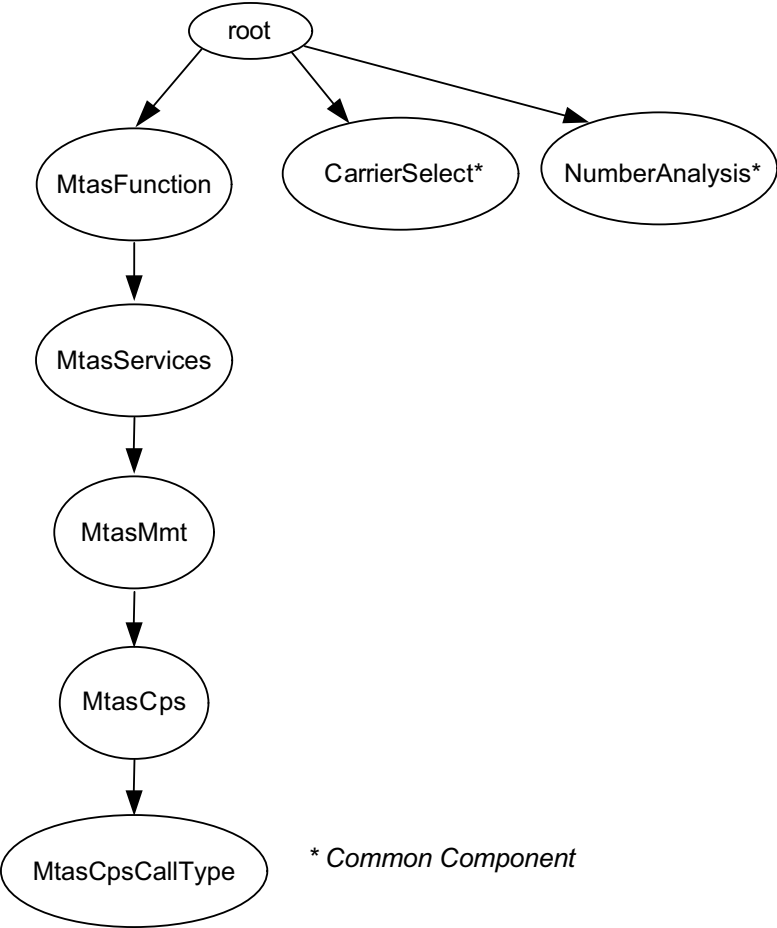 root
MtasFunction
CarrierSelect*
NumberAnalysis*
MtasServices
MtasMmt
MtasCps
MtasCpsCallType
* Common Component